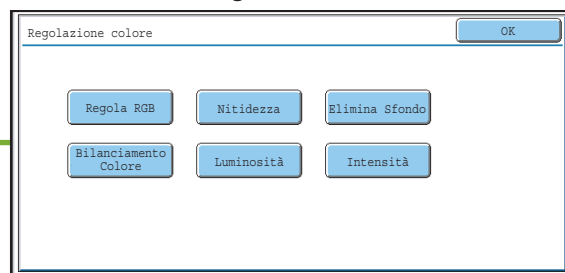 Regolazione colore OK
Regola RGB Nitidezza Elimina Sfondo
Bilanciamento
Colore Luminosità Intensità